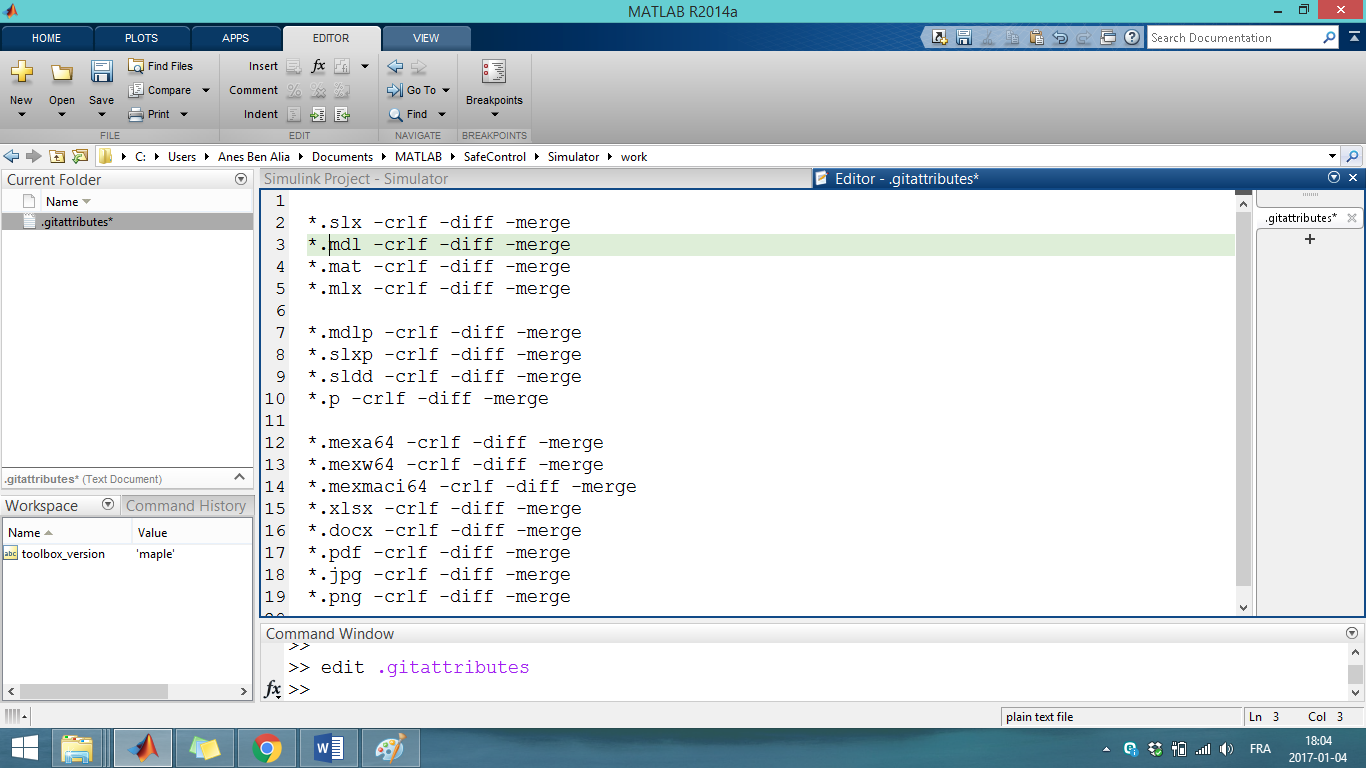 MATLAB R2014a
HOME PLOTS APPS EDITOR VIEW
Search Documentation
New Open Save
Find Files
Compare
Print
FILE
Insert fx
Comment
Indent
EDIT
Go To
Find
NAVIGATE
Breakpoints
BREAKPOINTS
C: Users Anes Ben Alia Documents MATLAB SafeControl Simulator work
Current Folder
Name
.gitattributes*
.gitattributes* (Text Document)
Workspace Command History
Name Value
abc toolbox_version 'maple'
Simulink Project - Simulator
Editor - .gitattributes*
.gitattributes*
1
2 *.slx -crlf -diff -merge
3 *.mdl -crlf -diff -merge
4 *.mat -crlf -diff -merge
5 *.mlx -crlf -diff -merge
6
7 *.mdlp -crlf -diff -merge
8 *.slxp -crlf -diff -merge
9 *.sldd -crlf -diff -merge
10 *.p -crlf -diff -merge
11
12 *.mexa64 -crlf -diff -merge
13 *.mexw64 -crlf -diff -merge
14 *.mexmaci64 -crlf -diff -merge
15 *.xlsx -crlf -diff -merge
16 *.docx -crlf -diff -merge
17 *.pdf -crlf -diff -merge
18 *.jpg -crlf -diff -merge
19 *.png -crlf -diff -merge
Command Window
>>
>> edit .gitattributes
fx >>
plain text file Ln 3 Col 3
FRA
18:04
2017-01-04